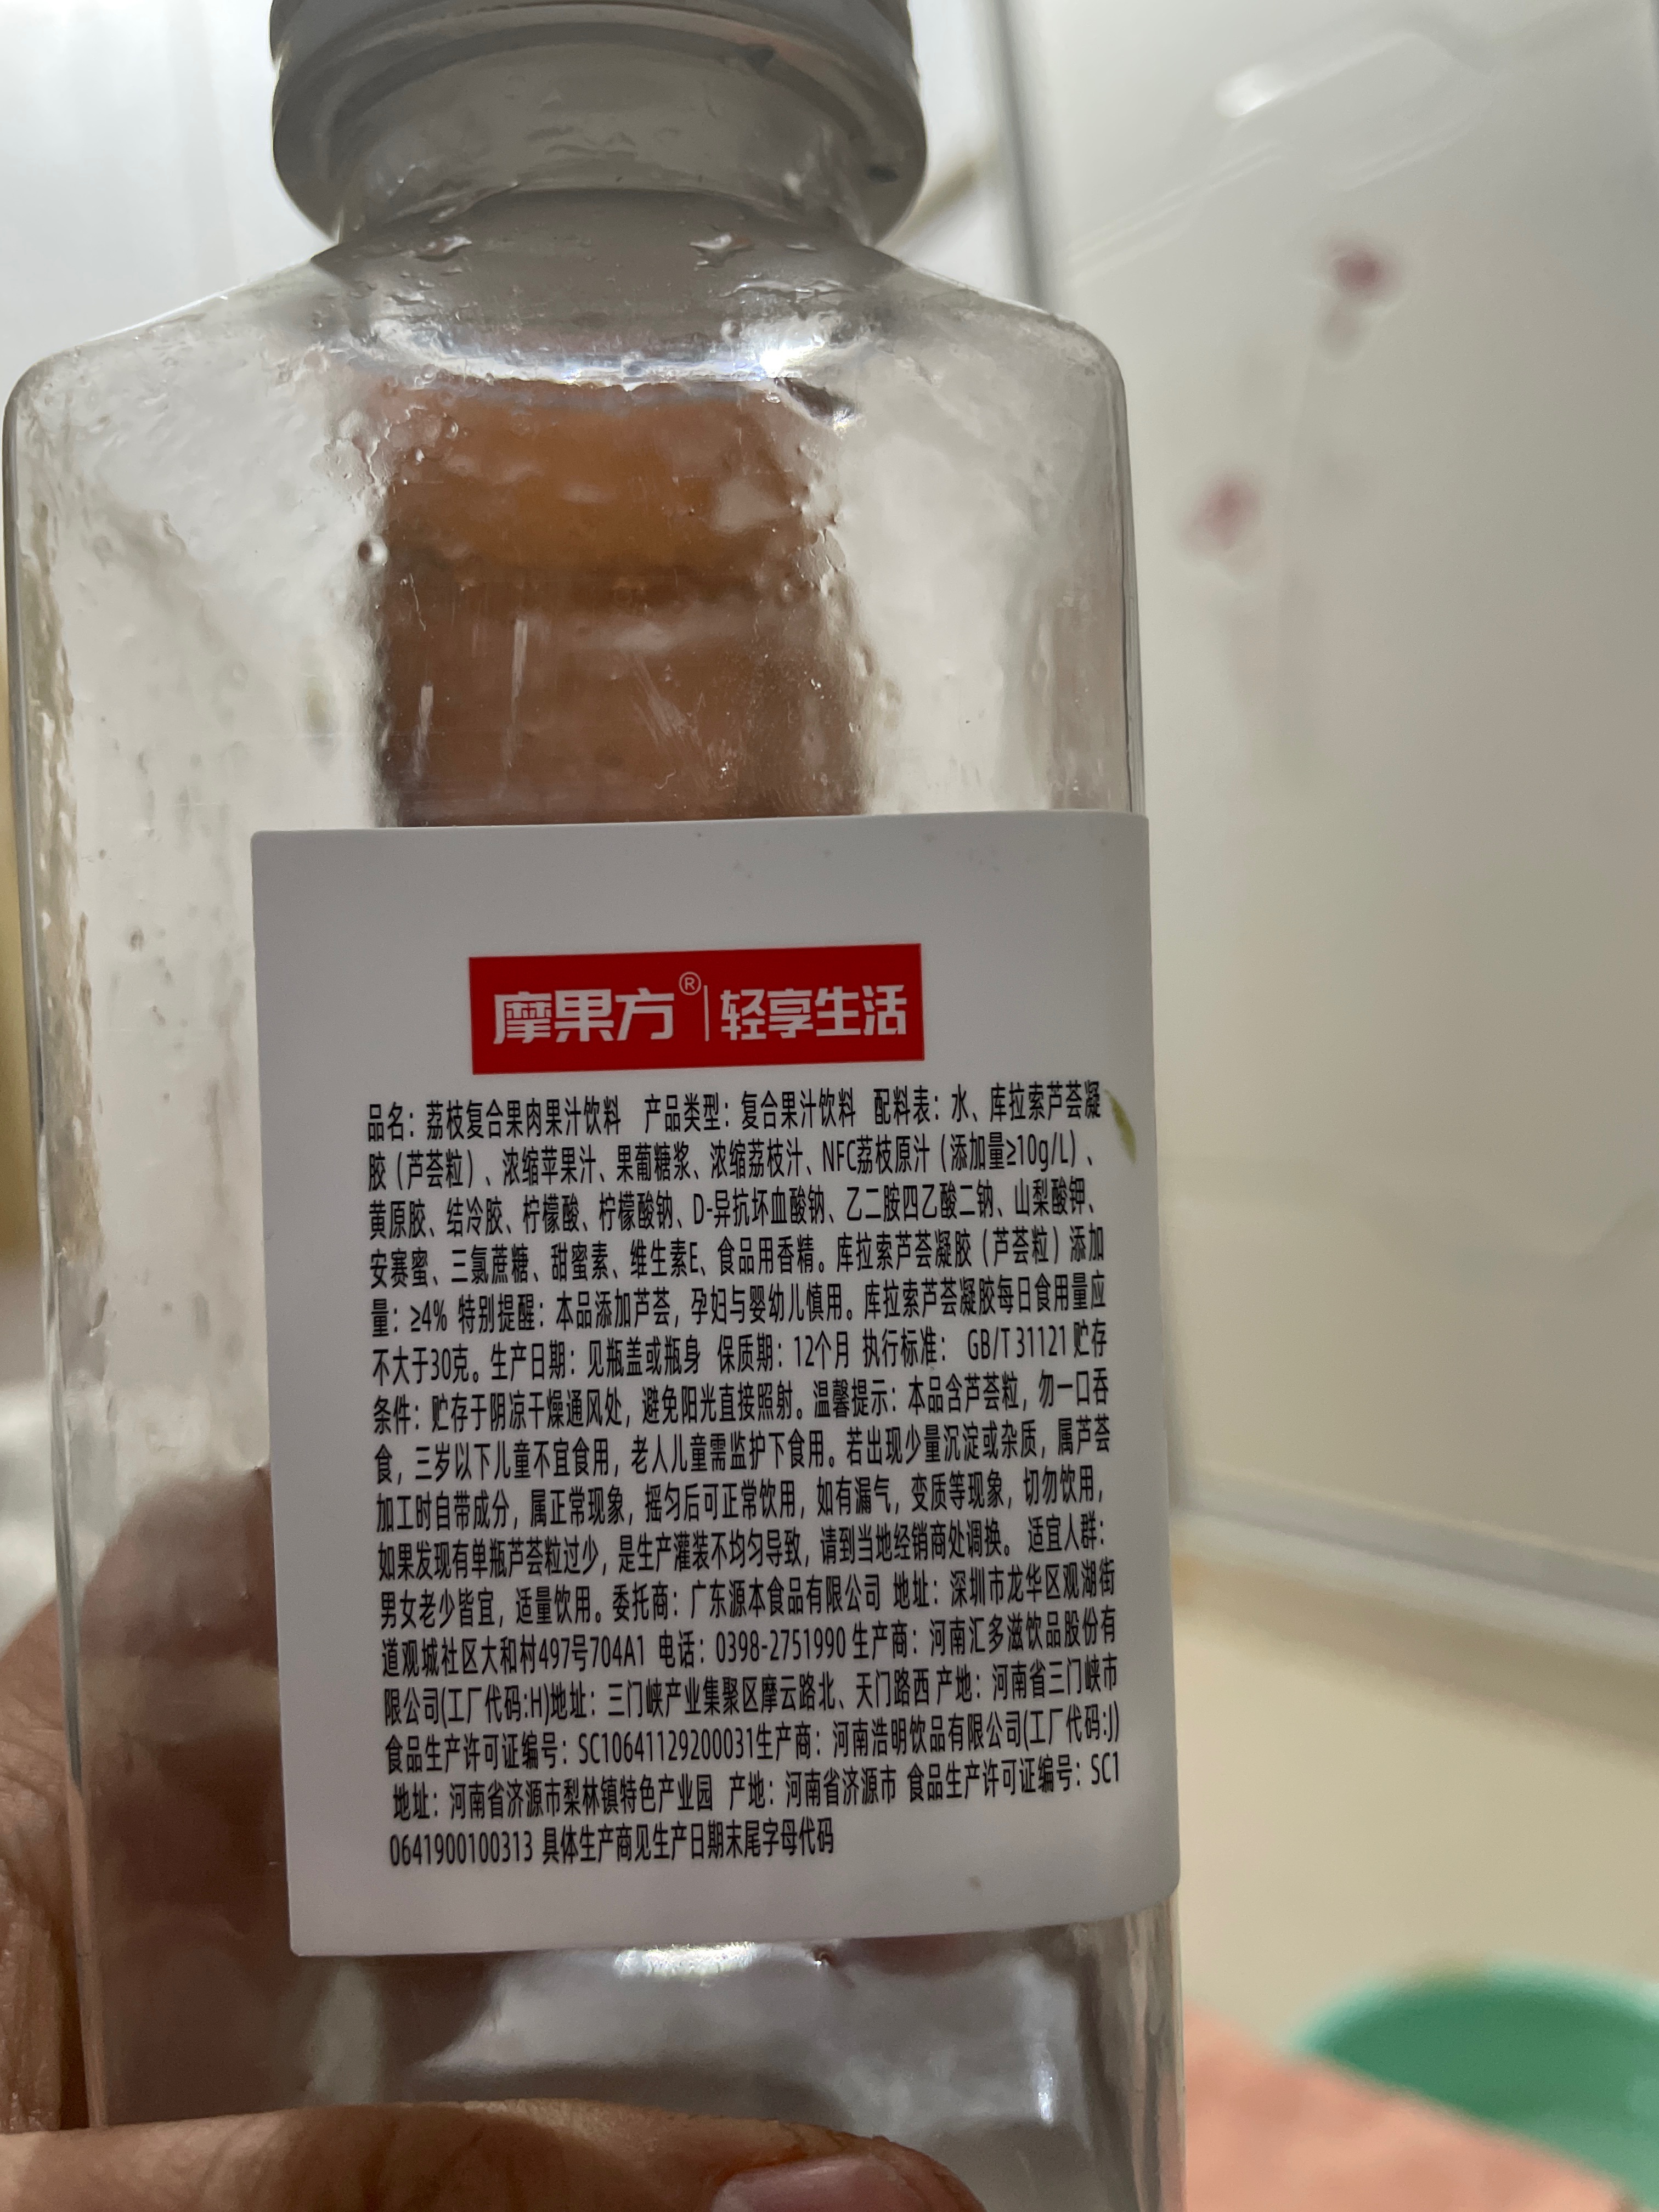 摩果方®|轻享生活
品名：荔枝复合果肉果汁饮料 产品类型：复合果汁饮料 配料表：水、库拉索芦荟凝
胶（芦荟粒）、浓缩苹果汁、果葡糖浆、浓缩荔枝汁、NFC荔枝原汁（添加量≥10g/L）、
黄原胶、结冷胶、柠檬酸、柠檬酸钠、D-异抗坏血酸钠、乙二胺四乙酸二钠、山梨酸钾、
安赛蜜、三氯蔗糖、甜蜜素、维生素E、食品用香精。库拉索芦荟凝胶（芦荟粒）添加
量：≥4% 特别提醒：本品添加芦荟，孕妇与婴幼儿慎用。库拉索芦荟凝胶每日食用量应
不大于30克。生产日期：见瓶盖或瓶身 保质期：12个月 执行标准： GB/T 31121 贮存
条件：贮存于阴凉干燥通风处，避免阳光直接照射。温馨提示：本品含芦荟粒，勿一口吞
食，三岁以下儿童不宜食用，老人儿童需监护下食用。若出现少量沉淀或杂质，属芦荟
加工时自带成分，属正常现象，摇匀后可正常饮用，如有漏气，变质等现象，切勿饮用，
如果发现有单瓶芦荟粒过少，是生产灌装不均匀导致，请到当地经销商处调换。 适宜人群：
男女老少皆宜，适量饮用。委托商：广东源本食品有限公司 地址：深圳市龙华区观湖街
道观城社区大和村497号704A1 电话：0398-2751990 生产商：河南汇多滋饮品股份有
限公司(工厂代码:H)地址：三门峡产业集聚区摩云路北、天门路西 产地：河南省三门峡市
食品生产许可证编号：SC10641129200031生产商：河南浩明饮品有限公司(工厂代码:J)
地址：河南省济源市梨林镇特色产业园 产地：河南省济源市 食品生产许可证编号：SC1
0641900100313 具体生产商见生产日期末尾字母代码